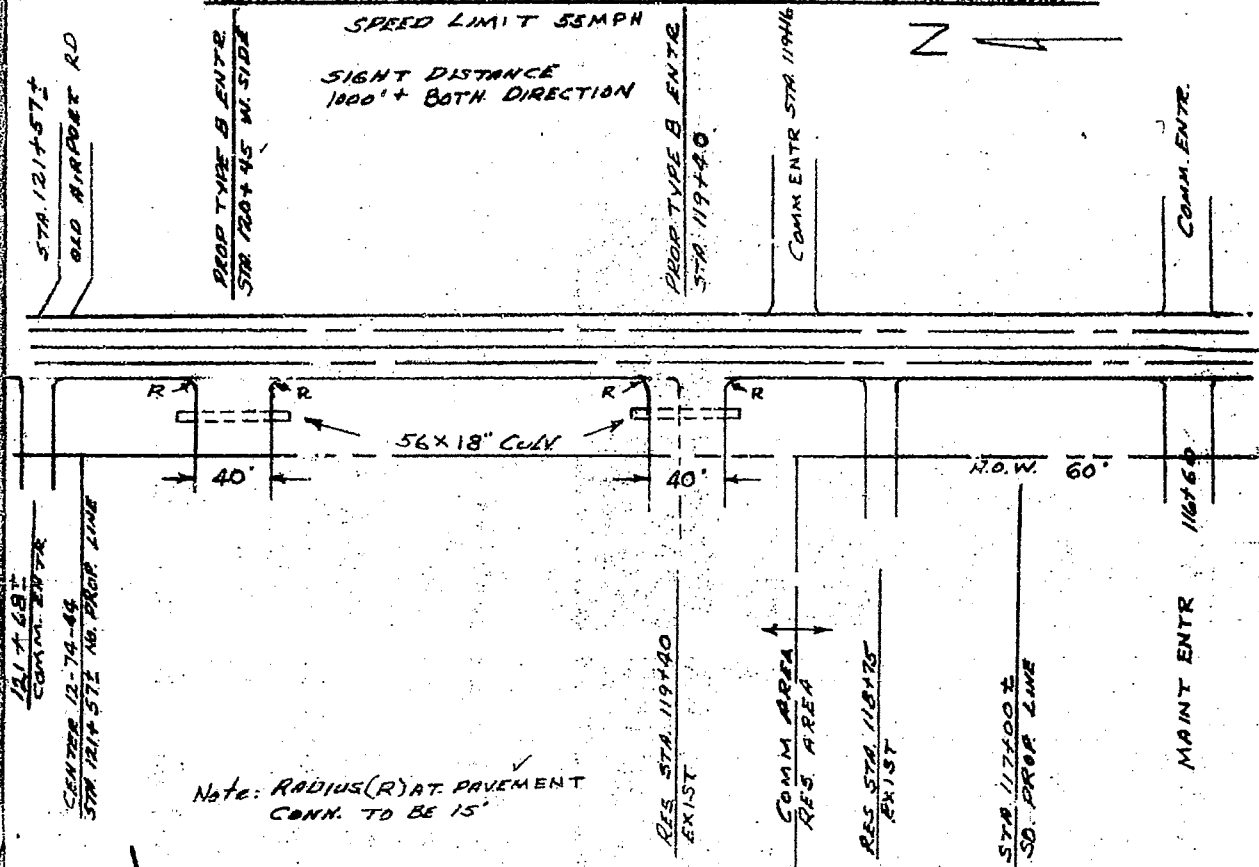 SPEED LIMIT 55MPH
SIGHT DISTANCE
1000'+ BOTH DIRECTION
N
STA. 121+57±
OLD AIRPORT RD
PROP TYPE B ENTR.
STA. 120+45 W. SIDE
PROP TYPE B ENTR
STA. 119+40
COMM ENTR STA. 119+16
COMM. ENTR.
R
R
R
R
56 X 18" CULV.
40'
40'
R.O.W. 60'
121+68±
COMM. ENTR.
CENTER 12-74-44
STA. 121+57± NO. PROP. LINE
RES. STA. 119+40
EXIST
COMM AREA
RES. AREA
RES STA. 118+75
EXIST
STA 117+00±
SO. PROP. LINE
MAINT ENTR 116+60
Note: RADIUS(R) AT PAVEMENT
CONN. TO BE 15'